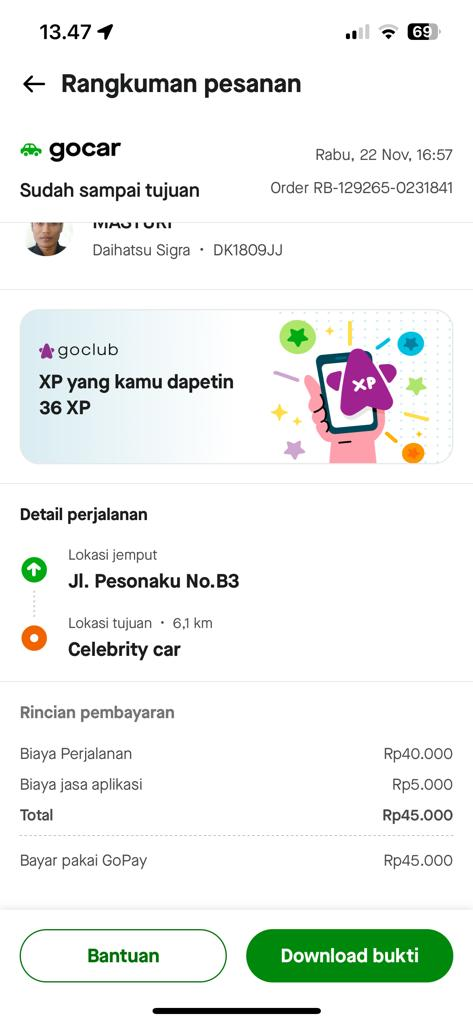 13.47
69
Rangkuman pesanan
gocar
Rabu, 22 Nov, 16:57
Sudah sampai tujuan
Order RB-129265-0231841
MASTURI
Daihatsu Sigra • DK1809JJ
goclub
XP yang kamu dapetin
36 XP
XP
Detail perjalanan
Lokasi jemput
Jl. Pesonaku No.B3
Lokasi tujuan • 6,1 km
Celebrity car
Rincian pembayaran
Biaya Perjalanan Rp40.000
Biaya jasa aplikasi Rp5.000
Total Rp45.000
Bayar pakai GoPay Rp45.000
Bantuan
Download bukti